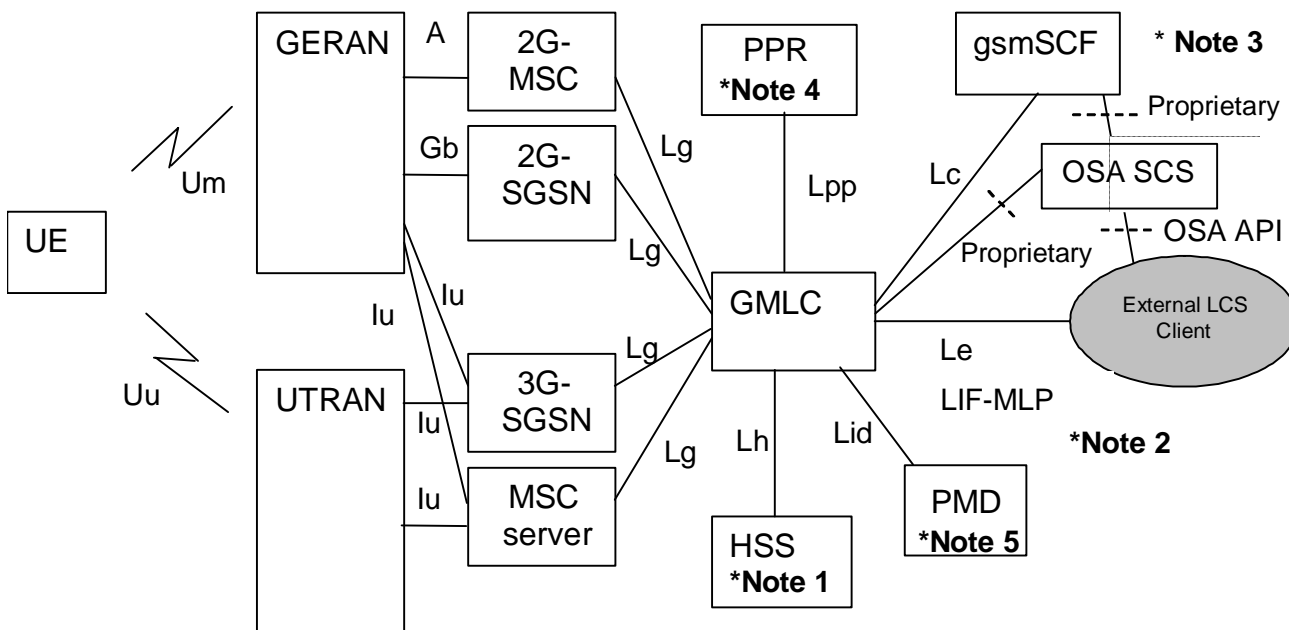 GERAN
A
2G-
MSC
PPR
*Note 4
gsmSCF
* Note 3
Proprietary
Um
Gb
2G-
SGSN
Lg
Lpp
Lc
OSA SCS
UE
Lg
Proprietary
OSA API
Iu
Iu
GMLC
External LCS
Client
Uu
UTRAN
Iu
3G-
SGSN
Lg
Le
LIF-MLP
*Note 2
Iu
MSC
server
Lg
Lh
Lid
HSS
*Note 1
PMD
*Note 5